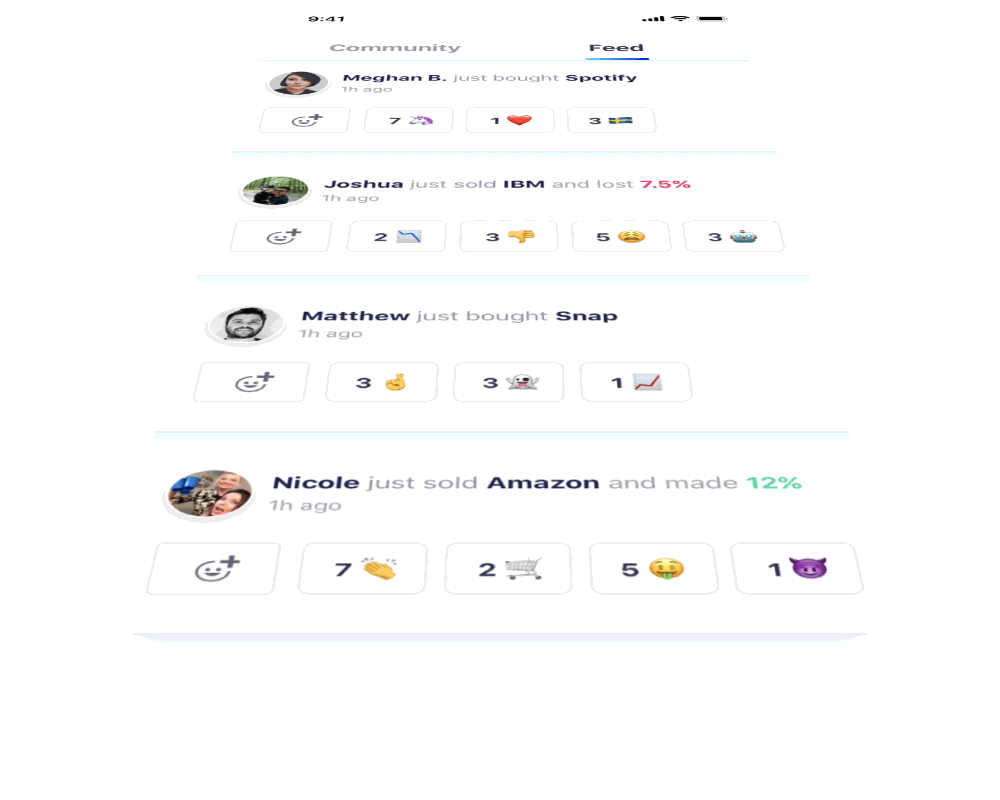 9:41
Community Feed
Meghan B. just bought Spotify
1h ago
7 🦄 1 ❤️ 3 🇸🇪
Joshua just sold IBM and lost 7.5%
1h ago
2 📉 3 👎 5 😩 3 🤖
Matthew just bought Snap
1h ago
3 🤞 3 👻 1 📈
Nicole just sold Amazon and made 12%
1h ago
7 👏 2 🛒 5 🤑 1 😈